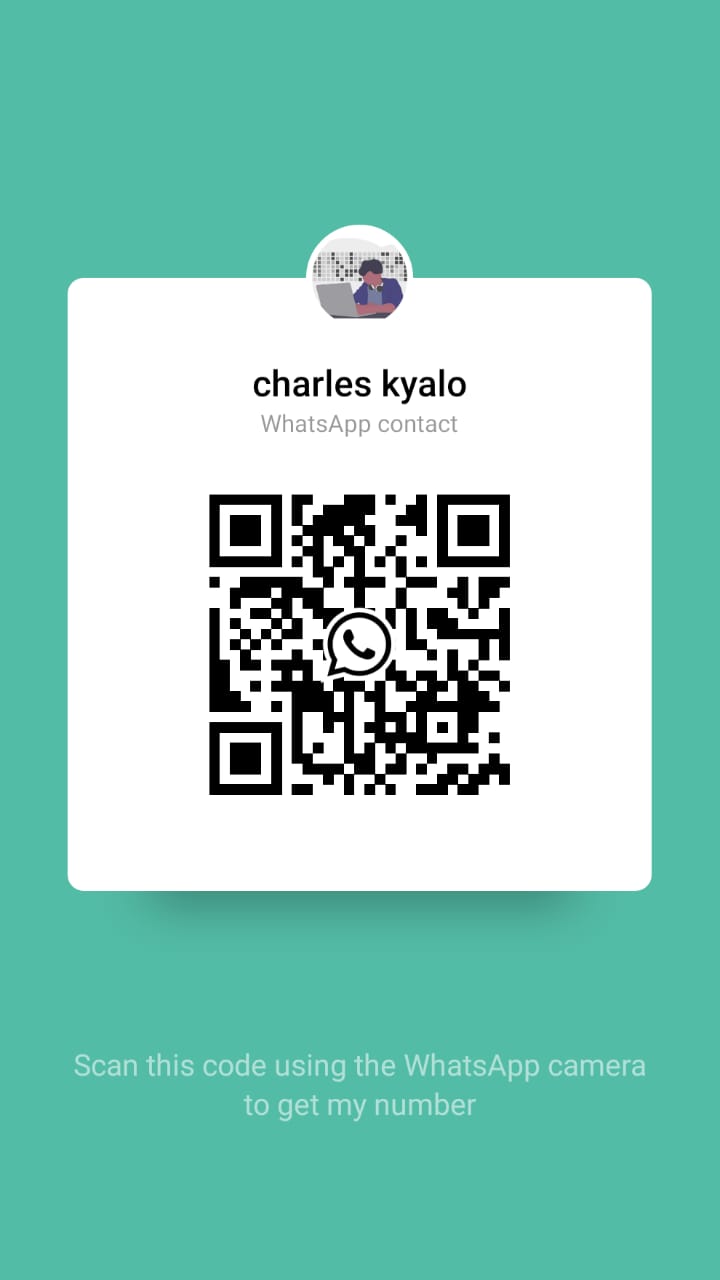 charles kyalo
WhatsApp contact
Scan this code using the WhatsApp camera
to get my number